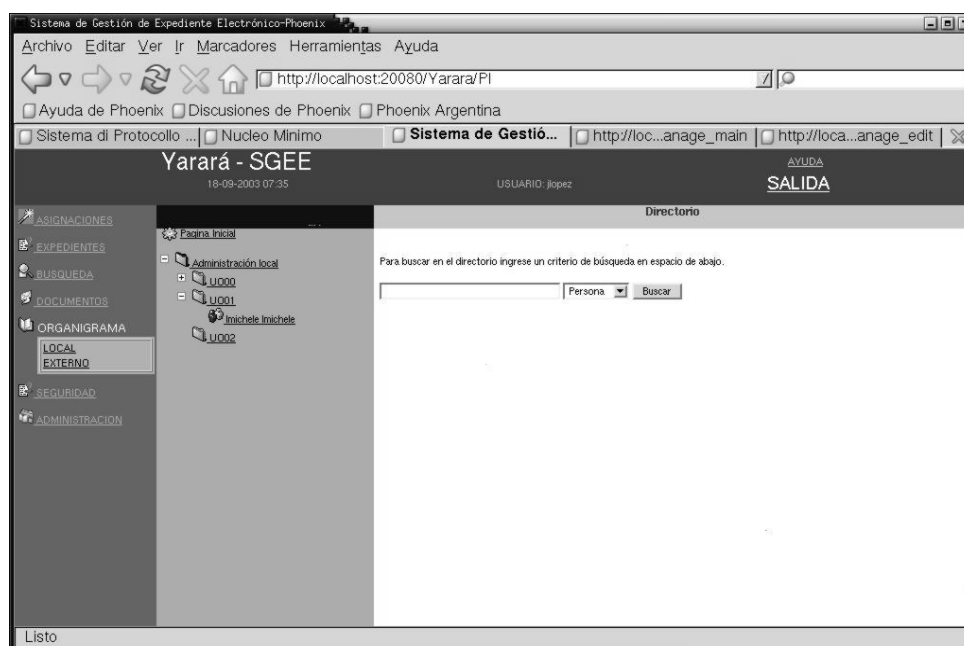 Sistema de Gestión de Expediente Electrónico-Phoenix
Archivo Editar Ver Ir Marcadores Herramientas Ayuda
http://localhost:20080/Yarara/PI
Ayuda de Phoenix Discusiones de Phoenix Phoenix Argentina
Sistema di Protocollo ... Nucleo Minimo Sistema de Gestió... http://loc...anage_main http://loca...anage_edit
Yarará - SGEE
18-09-2003 07:35
USUARIO: jlopez
AYUDA
SALIDA
ASIGNACIONES
EXPEDIENTES
BUSQUEDA
DOCUMENTOS
ORGANIGRAMA
LOCAL
EXTERNO
SEGURIDAD
ADMINISTRACION
Pagina Inicial
Administración local
UO00
UO01
lmichele lmichele
UO02
Directorio
Para buscar en el directorio ingrese un criterio de búsqueda en espacio de abajo.
Persona Buscar
Listo